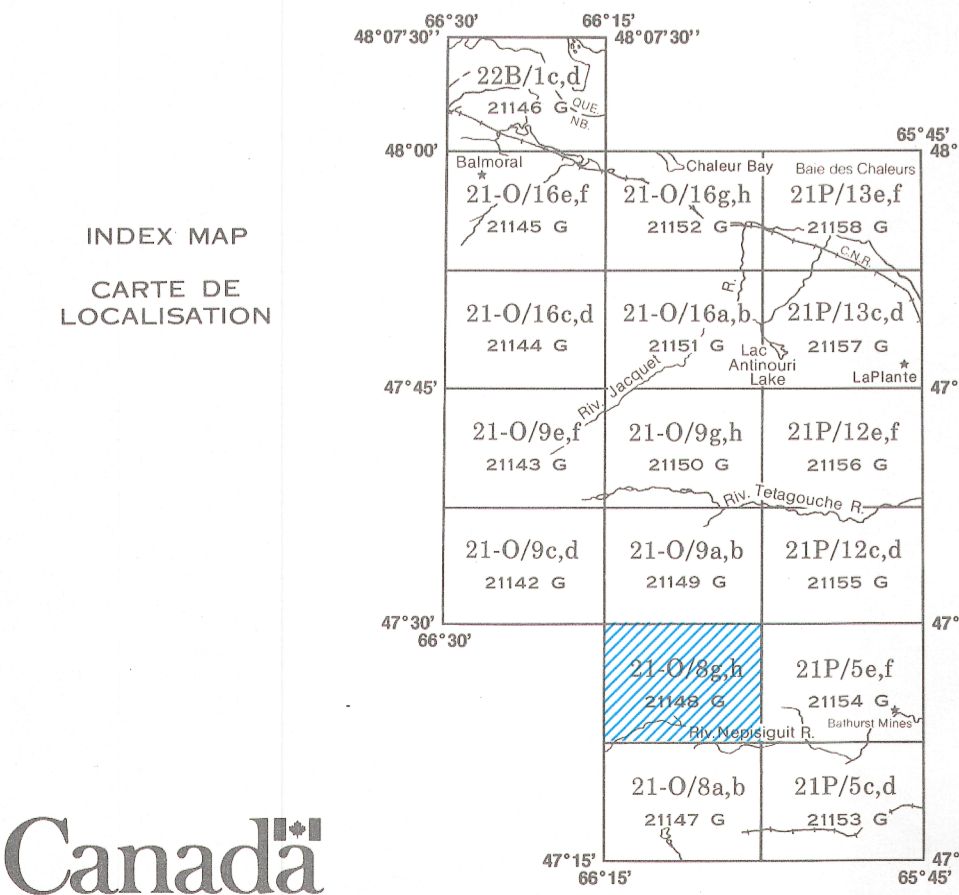 66°30' 66°15'
48°07'30'' 48°07'30''
22B/1c,d
21146 G
QUE.
NB.
65°45'
48°00' 48°
Balmoral
Chaleur Bay Baie des Chaleurs
21-O/16e,f 21-O/16g,h 21P/13e,f
21145 G 21152 G 21158 G
INDEX MAP
C.N.R.
CARTE DE
LOCALISATION
R.
21-O/16c,d 21-O/16a,b 21P/13c,d
21144 G 21151 G 21157 G
Lac
Antinouri
Lake
LaPlante
47°45' 47°
Riv. Jacquet
21-O/9e,f 21-O/9g,h 21P/12e,f
21143 G 21150 G 21156 G
Riv. Tetagouche R.
21-O/9c,d 21-O/9a,b 21P/12c,d
21142 G 21149 G 21155 G
47°30' 47°
66°30'
21-O/8g,h 21P/5e,f
21148 G 21154 G
Bathurst Mines
Riv. Nepisiguit R.
21-O/8a,b 21P/5c,d
21147 G 21153 G
Canada
47°15' 47°
66°15' 65°45'